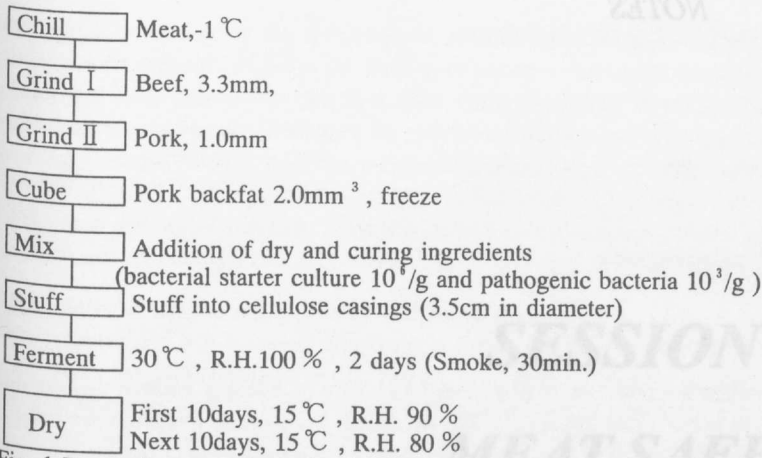 Chill Meat,-1 ℃
Grind Ⅰ Beef, 3.3mm,
Grind Ⅱ Pork, 1.0mm
Cube Pork backfat 2.0mm ³ , freeze
Mix Addition of dry and curing ingredients
(bacterial starter culture 10⁶/g and pathogenic bacteria 10³/g )
Stuff Stuff into cellulose casings (3.5cm in diameter)
Ferment 30 ℃ , R.H.100 % , 2 days (Smoke, 30min.)
Dry First 10days, 15 ℃ , R.H. 90 %
Next 10days, 15 ℃ , R.H. 80 %
NOTES
SESSION